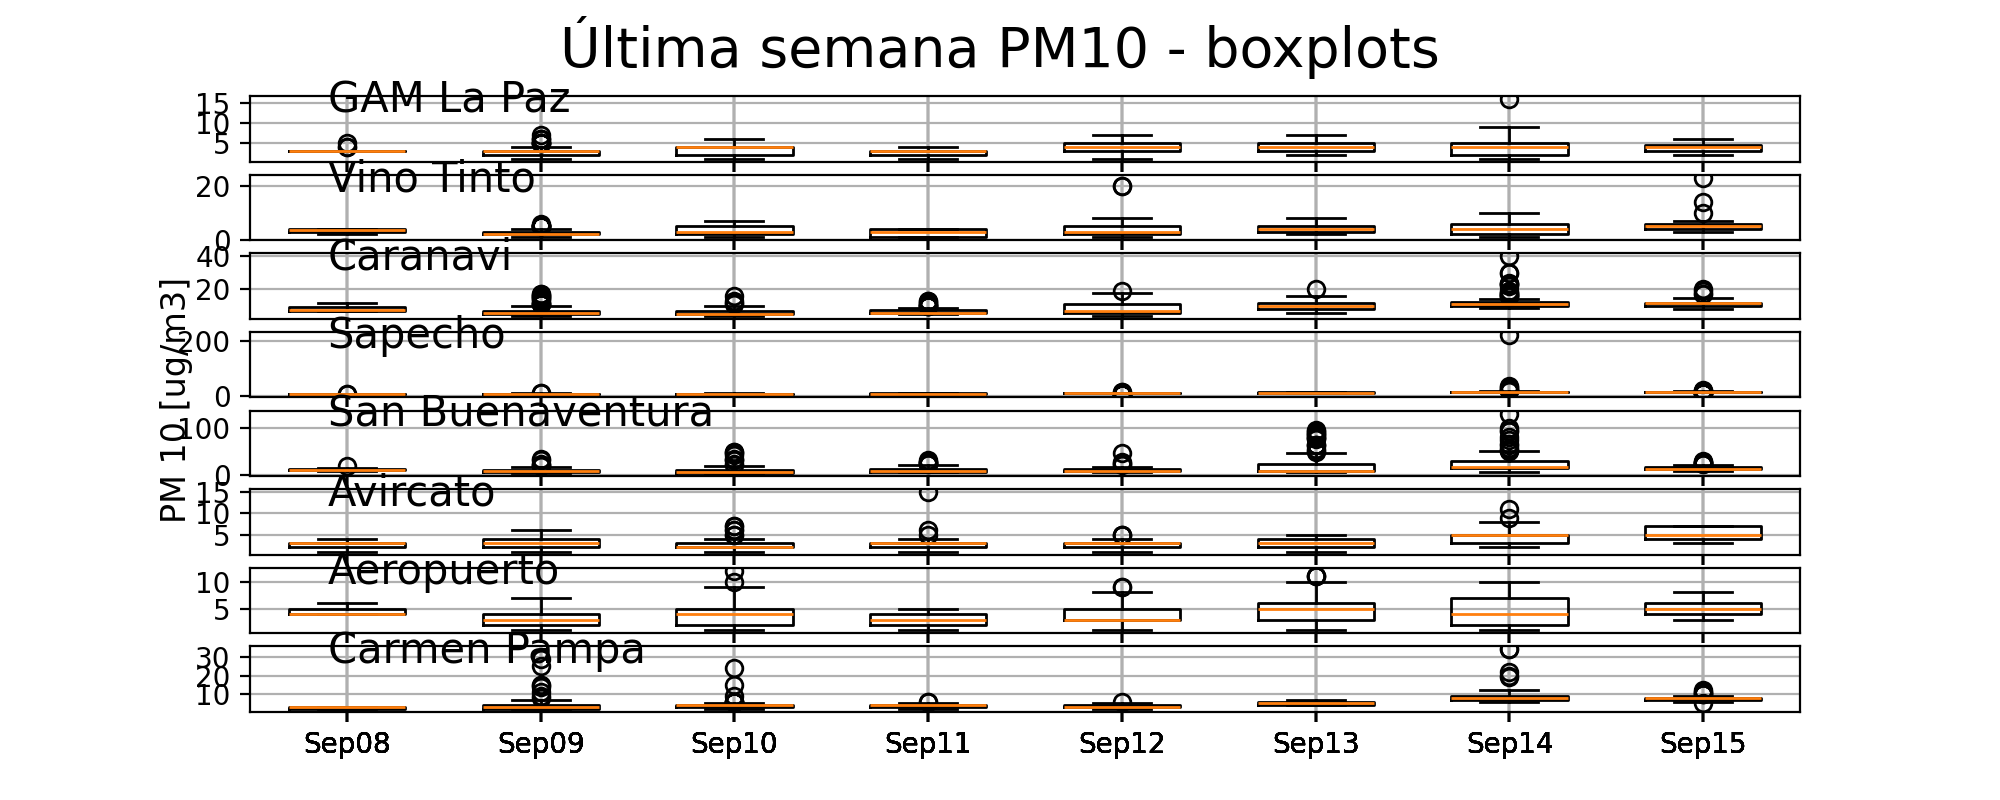 Última semana PM10 - boxplots
GAM La Paz
15
10
5
Vino Tinto
20
0
Caranavi
40
20
Sapecho
200
0
PM 10 [ug/m3]
San Buenaventura
100
0
Avircato
15
10
5
Aeropuerto
10
5
Carmen Pampa
30
20
10
Sep08 Sep09 Sep10 Sep11 Sep12 Sep13 Sep14 Sep15